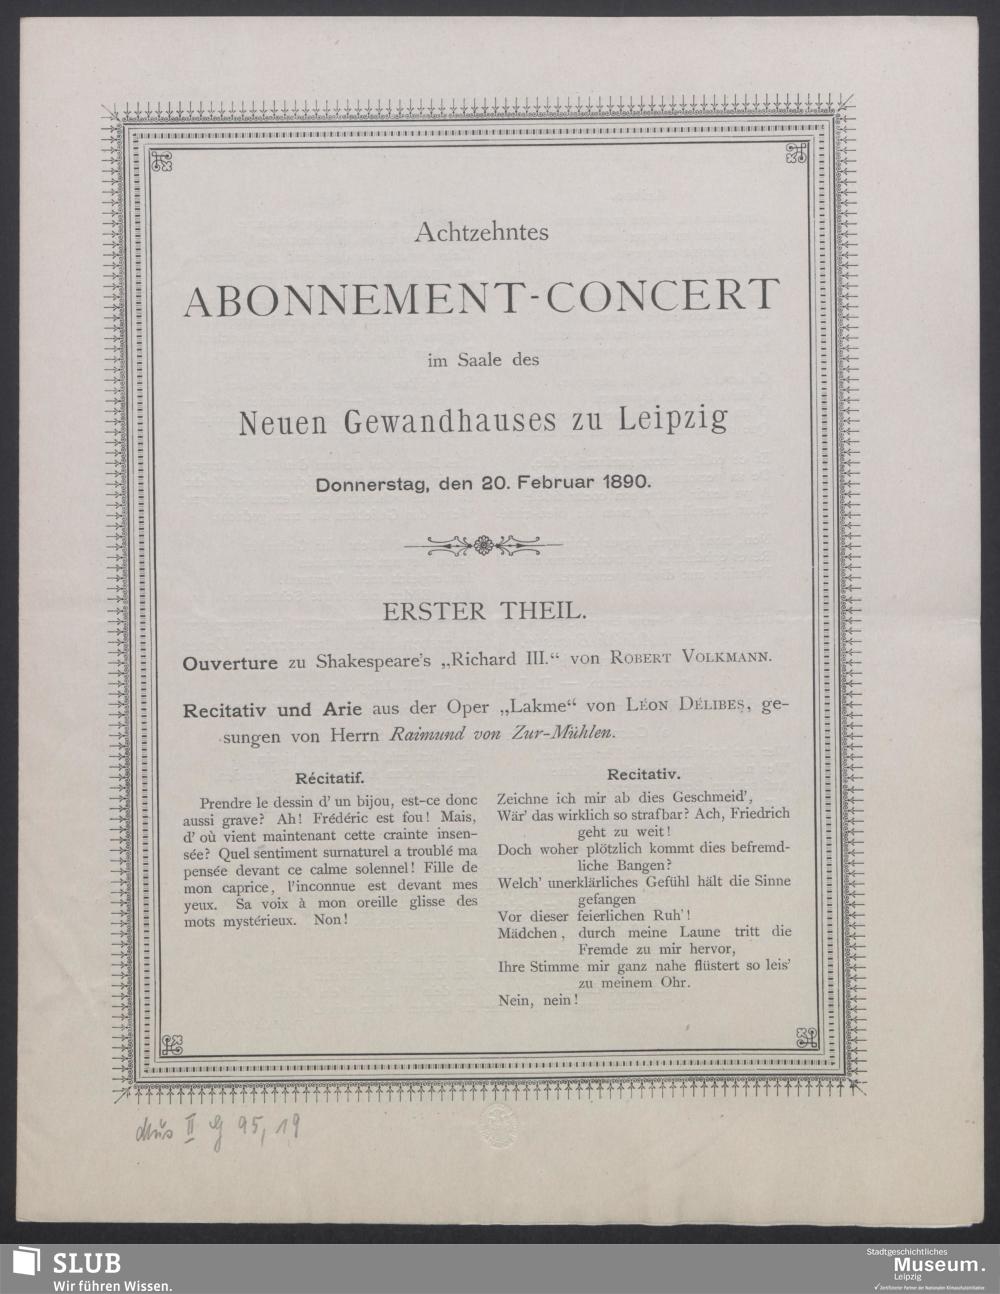 Achtzehntes
ABONNEMENT-CONCERT
im Saale des
Neuen Gewandhauses zu Leipzig
Donnerstag, den 20. Februar 1890.
ERSTER THEIL.
Ouverture zu Shakespeare's „Richard III.“ von ROBERT VOLKMANN.
Recitativ und Arie aus der Oper „Lakme“ von LÉON DÉLIBES, ge-
sungen von Herrn Raimund von Zur-Mühlen.
Récitatif.
Prendre le dessin d' un bijou, est-ce donc
aussi grave? Ah! Frédéric est fou! Mais,
d' où vient maintenant cette crainte insen-
sée? Quel sentiment surnaturel a troublé ma
pensée devant ce calme solennel! Fille de
mon caprice, l'inconnue est devant mes
yeux. Sa voix à mon oreille glisse des
mots mystérieux. Non!
Recitativ.
Zeichne ich mir ab dies Geschmeid',
Wär' das wirklich so strafbar? Ach, Friedrich
geht zu weit!
Doch woher plötzlich kommt dies befremd-
liche Bangen?
Welch' unerklärliches Gefühl hält die Sinne
gefangen
Vor dieser feierlichen Ruh'!
Mädchen, durch meine Laune tritt die
Fremde zu mir hervor,
Ihre Stimme mir ganz nahe flüstert so leis'
zu meinem Ohr.
Nein, nein!
Mus II G 95, 19
SLUB
Wir führen Wissen.
Stadtgeschichtliches
Museum.
Leipzig
Zertifizierter Partner der Nationalen Klimaschutzinitiative